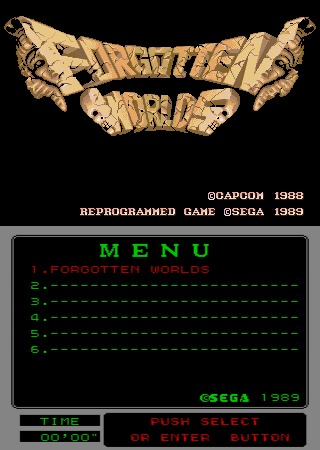 FORGOTTEN
WORLDS
©CAPCOM 1988
REPROGRAMMED GAME ©SEGA 1989
MENU
1.FORGOTTEN WORLDS
2.------------------------
3.------------------------
4.------------------------
5.------------------------
6.------------------------
©SEGA 1989
TIME
00'00"
PUSH SELECT
OR ENTER BUTTON